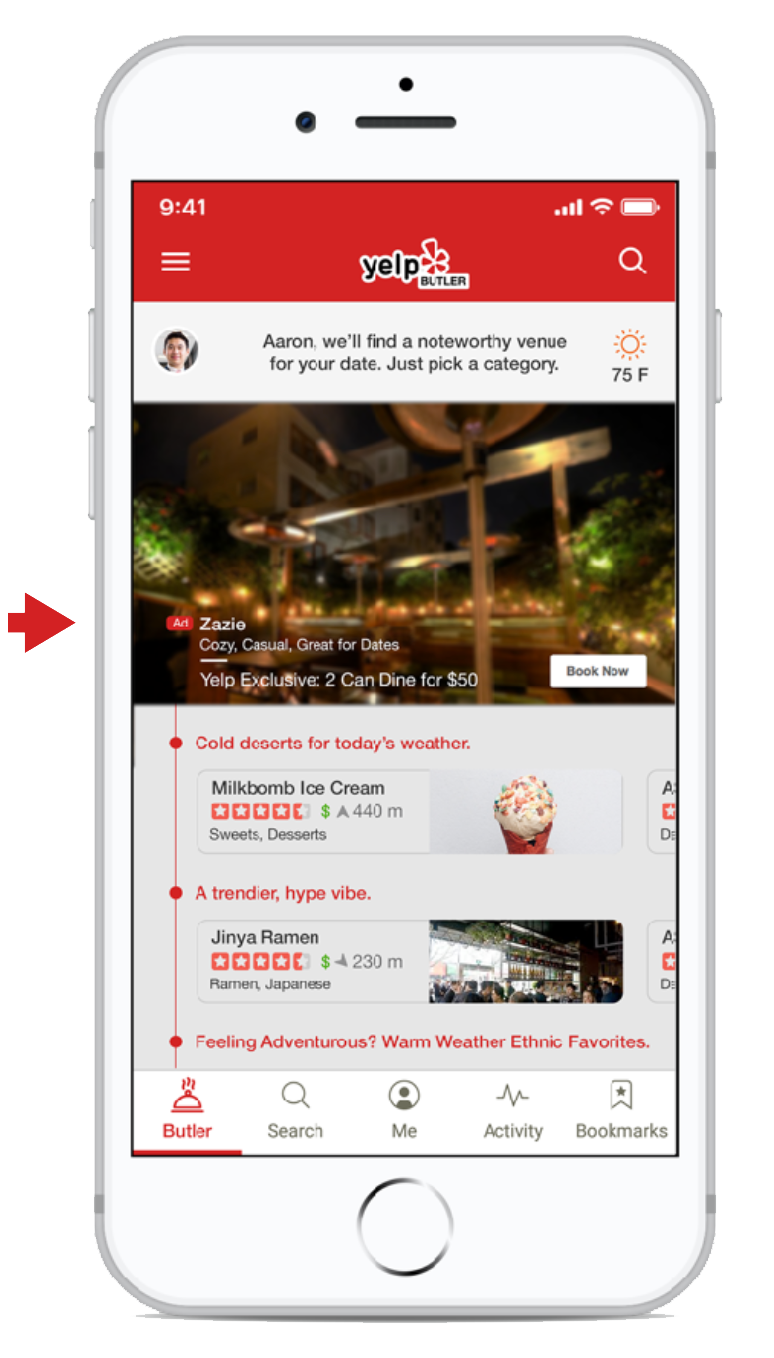 9:41
yelp
BUTLER
Aaron, we'll find a noteworthy venue
for your date. Just pick a category.
75 F
Ad Zazie
Cozy, Casual, Great for Dates
Yelp Exclusive: 2 Can Dine for $50
Book Now
Cold deserts for today's weather.
Milkbomb Ice Cream
$ 440 m
Sweets, Desserts
A trendier, hype vibe.
Jinya Ramen
$ 230 m
Ramen, Japanese
Feeling Adventurous? Warm Weather Ethnic Favorites.
Butler
Search
Me
Activity
Bookmarks